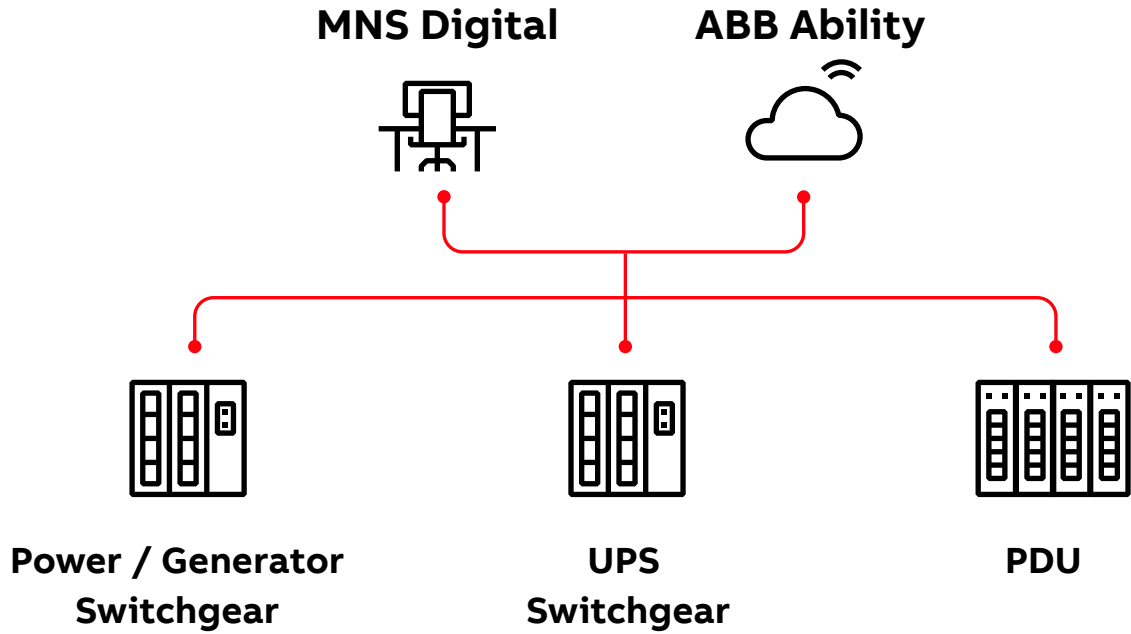 MNS Digital
ABB Ability
Power / Generator
Switchgear
UPS
Switchgear
PDU